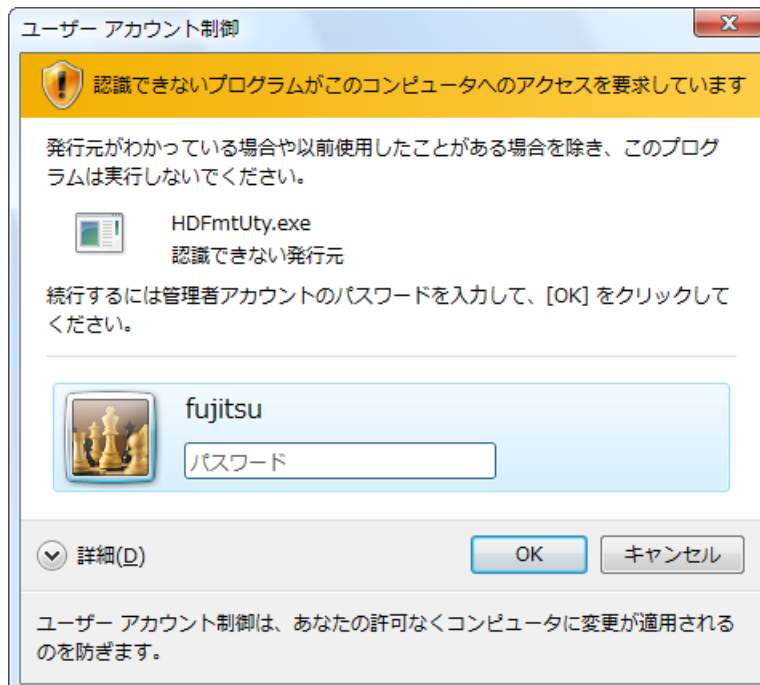 ユーザー アカウント制御
認識できないプログラムがこのコンピュータへのアクセスを要求しています
発行元がわかっている場合や以前使用したことがある場合を除き、このプログ
ラムは実行しないでください。
HDFmtUty.exe
認識できない発行元
続行するには管理者アカウントのパスワードを入力して、[OK] をクリックして
ください。
fujitsu
パスワード
詳細(D)
OK
キャンセル
ユーザー アカウント制御は、あなたの許可なくコンピュータに変更が適用される
のを防ぎます。